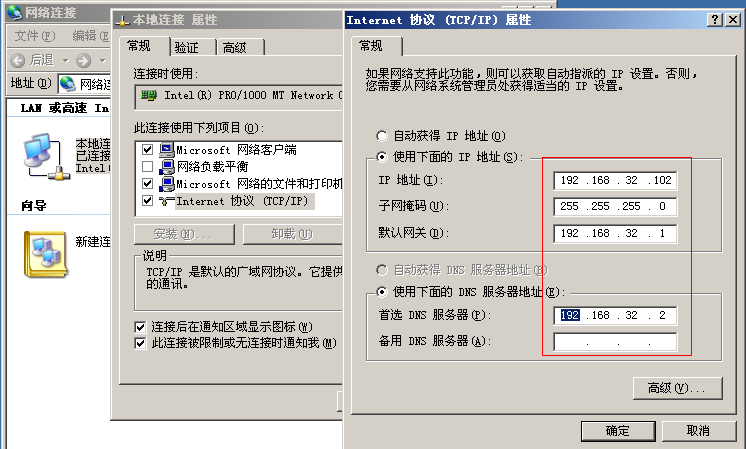 网络连接
文件(F) 编辑(E)
后退
地址(D) 网络连
LAN 或高速 In
本地连
已连接
Intel(
向导
新建连
本地连接 属性
常规 验证 高级
连接时使用:
Intel(R) PRO/1000 MT Network C
此连接使用下列项目(O):
Microsoft 网络客户端
网络负载平衡
Microsoft 网络的文件和打印机
Internet 协议 (TCP/IP)
安装(N)... 卸载(U)
说明
TCP/IP 是默认的广域网协议。它提供
的通讯。
连接后在通知区域显示图标(W)
此连接被限制或无连接时通知我(M)
Internet 协议 (TCP/IP) 属性
常规
如果网络支持此功能，则可以获取自动指派的 IP 设置。否则，
您需要从网络系统管理员处获得适当的 IP 设置。
自动获得 IP 地址(O)
使用下面的 IP 地址(S):
IP 地址(I): 192 .168 .32 .102
子网掩码(U): 255 .255 .255 .0
默认网关(D): 192 .168 .32 .1
自动获得 DNS 服务器地址(B)
使用下面的 DNS 服务器地址(E):
首选 DNS 服务器(P): 192 .168 .32 .2
备用 DNS 服务器(A): . . .
高级(V)...
确定 取消